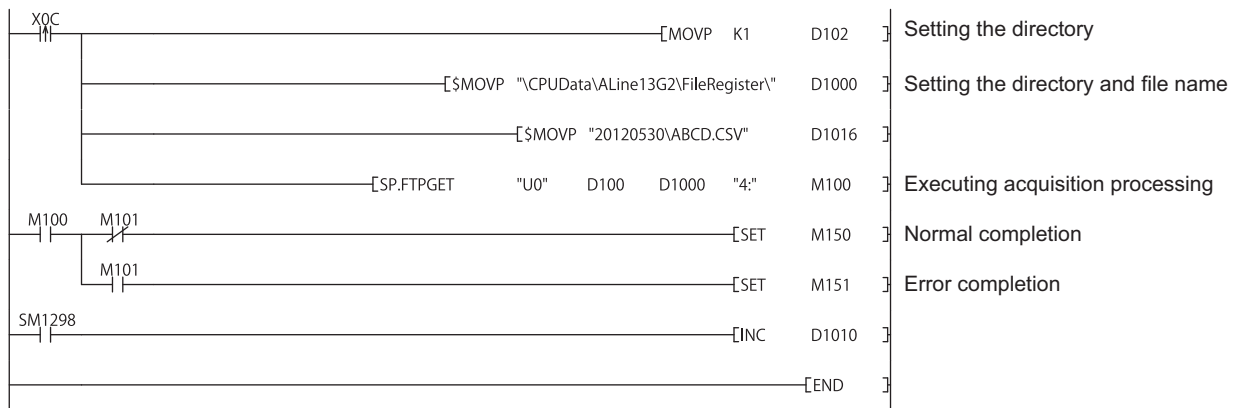 X0C
[MOVP K1 D102 ] Setting the directory
[$MOVP "\CPUData\ALine13G2\FileRegister\" D1000 ] Setting the directory and file name
[$MOVP "20120530\ABCD.CSV" D1016 ]
[SP.FTPGET "U0" D100 D1000 "4:" M100 ] Executing acquisition processing
M100 M101
[SET M150 ] Normal completion
M101
[SET M151 ] Error completion
SM1298
[INC D1010 ]
[END ]